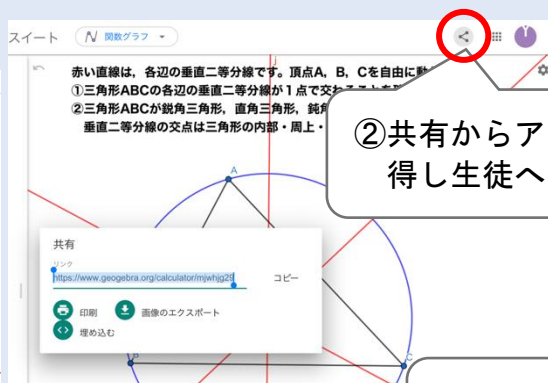 スイート 関数グラフ
赤い直線は，各辺の垂直二等分線です。頂点A，B，Cを自由に動
①三角形ABCの各辺の垂直二等分線が１点で交わ
②三角形ABCが鋭角三角形，直角三角形，鈍角
垂直二等分線の交点は三角形の内部・周上・
②共有からア
得し生徒へ
A
共有
リンク
https://www.geogebra.org/calculator/mjwhjg29
コピー
印刷 画像のエクスポート
埋め込む
B
C